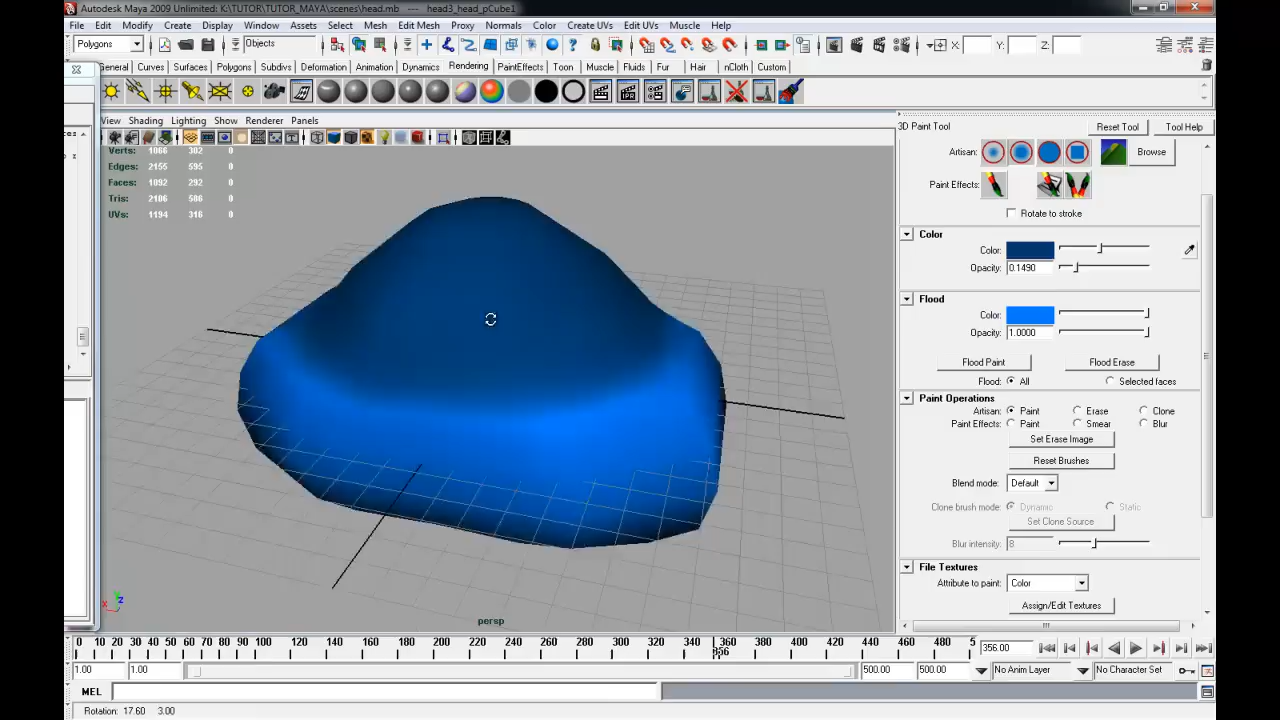 Autodesk Maya 2009 Unlimited: K:\TUTOR\TUTOR_MAYA\scenes\head.mb --- head3_head_pCube1
File Edit Modify Create Display Window Assets Select Mesh Edit Mesh Proxy Normals Color Create UVs Edit UVs Muscle Help
Polygons Objects X: Y: Z:
General Curves Surfaces Polygons Subdivs Deformation Animation Dynamics Rendering PaintEffects Toon Muscle Fluids Fur Hair nCloth Custom
View Shading Lighting Show Renderer Panels
Verts: 1066 302 0
Edges: 2155 595 0
Faces: 1092 292 0
Tris: 2106 586 0
UVs: 1194 316 0
persp
3D Paint Tool Reset Tool Tool Help
Artisan: Browse
Paint Effects:
Rotate to stroke
Color
Color:
Opacity: 0.1490
Flood
Color:
Opacity: 1.0000
Flood Paint Flood Erase
Flood: All Selected faces
Paint Operations
Artisan: Paint Erase Clone
Paint Effects: Paint Smear Blur
Set Erase Image
Reset Brushes
Blend mode: Default
Clone brush mode: Dynamic Static
Set Clone Source
Blur intensity: 8
File Textures
Attribute to paint: Color
Assign/Edit Textures
0 10 20 30 40 50 60 70 80 90 100 120 140 160 180 200 220 240 260 280 300 320 340 360 380 400 420 440 460 480 5 356.00
356
1.00 1.00 500.00 500.00 No Anim Layer No Character Set
MEL
Rotation: 17.60 3.00